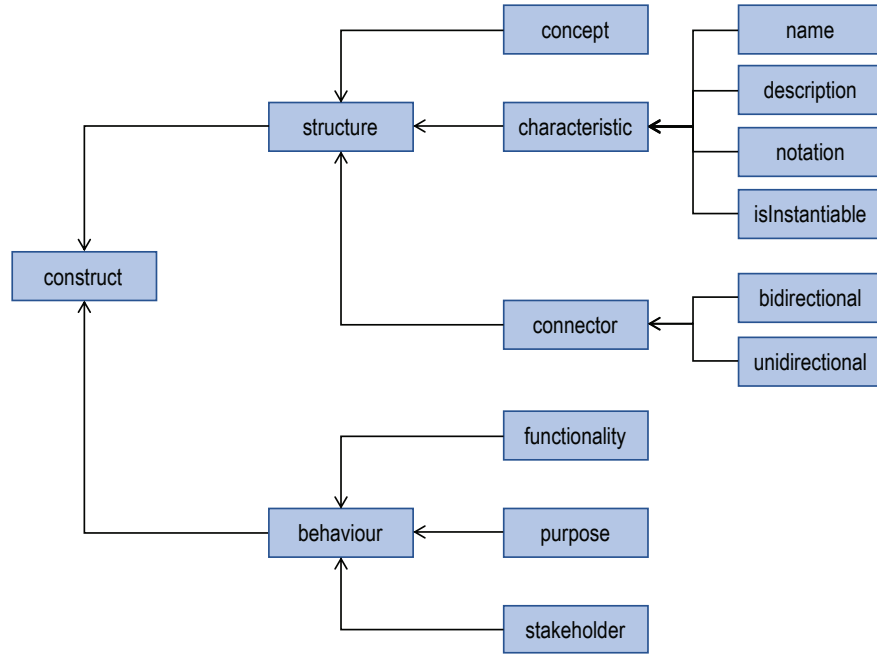 concept
name
description
structure
characteristic
notation
isInstantiable
construct
bidirectional
connector
unidirectional
functionality
behaviour
purpose
stakeholder